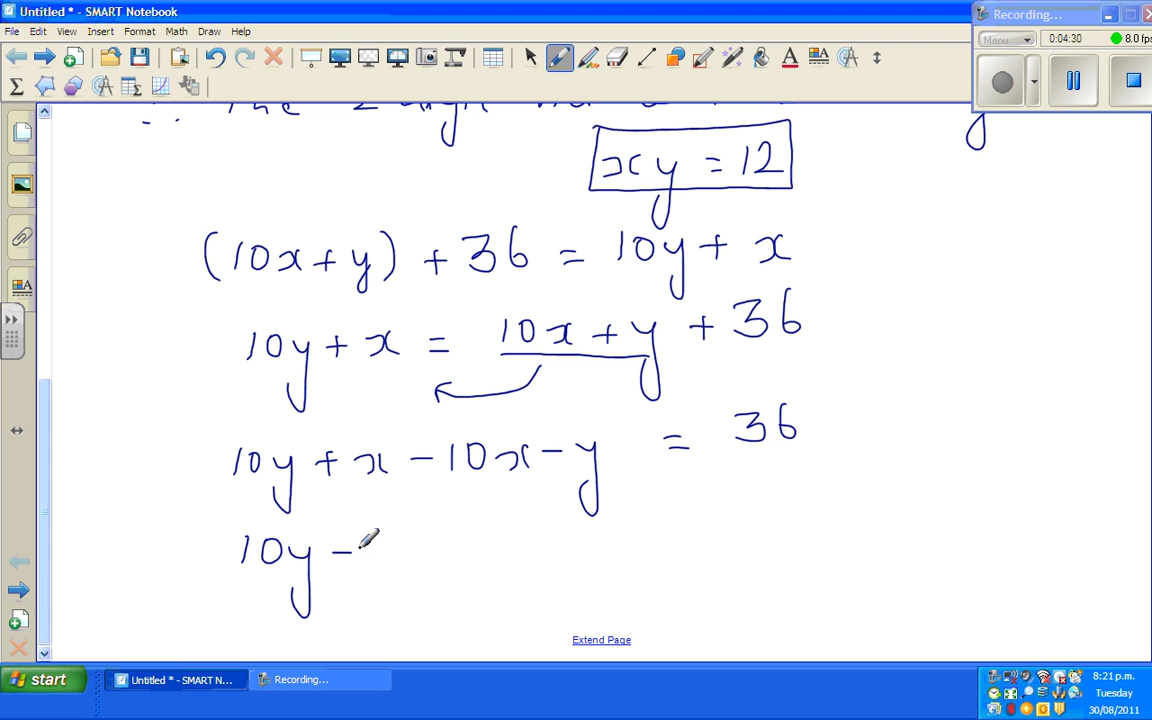 Untitled * - SMART Notebook
Recording...
File Edit View Insert Format Math Draw Help
Menu 0:04:30 8.0 fps
xy = 12
(10x+y) + 36 = 10y + x
10y + x = 10x + y + 36
10y + x - 10x - y = 36
10y -
Extend Page
start Untitled * - SMART N... Recording...
8:21 p.m.
Tuesday
30/08/2011